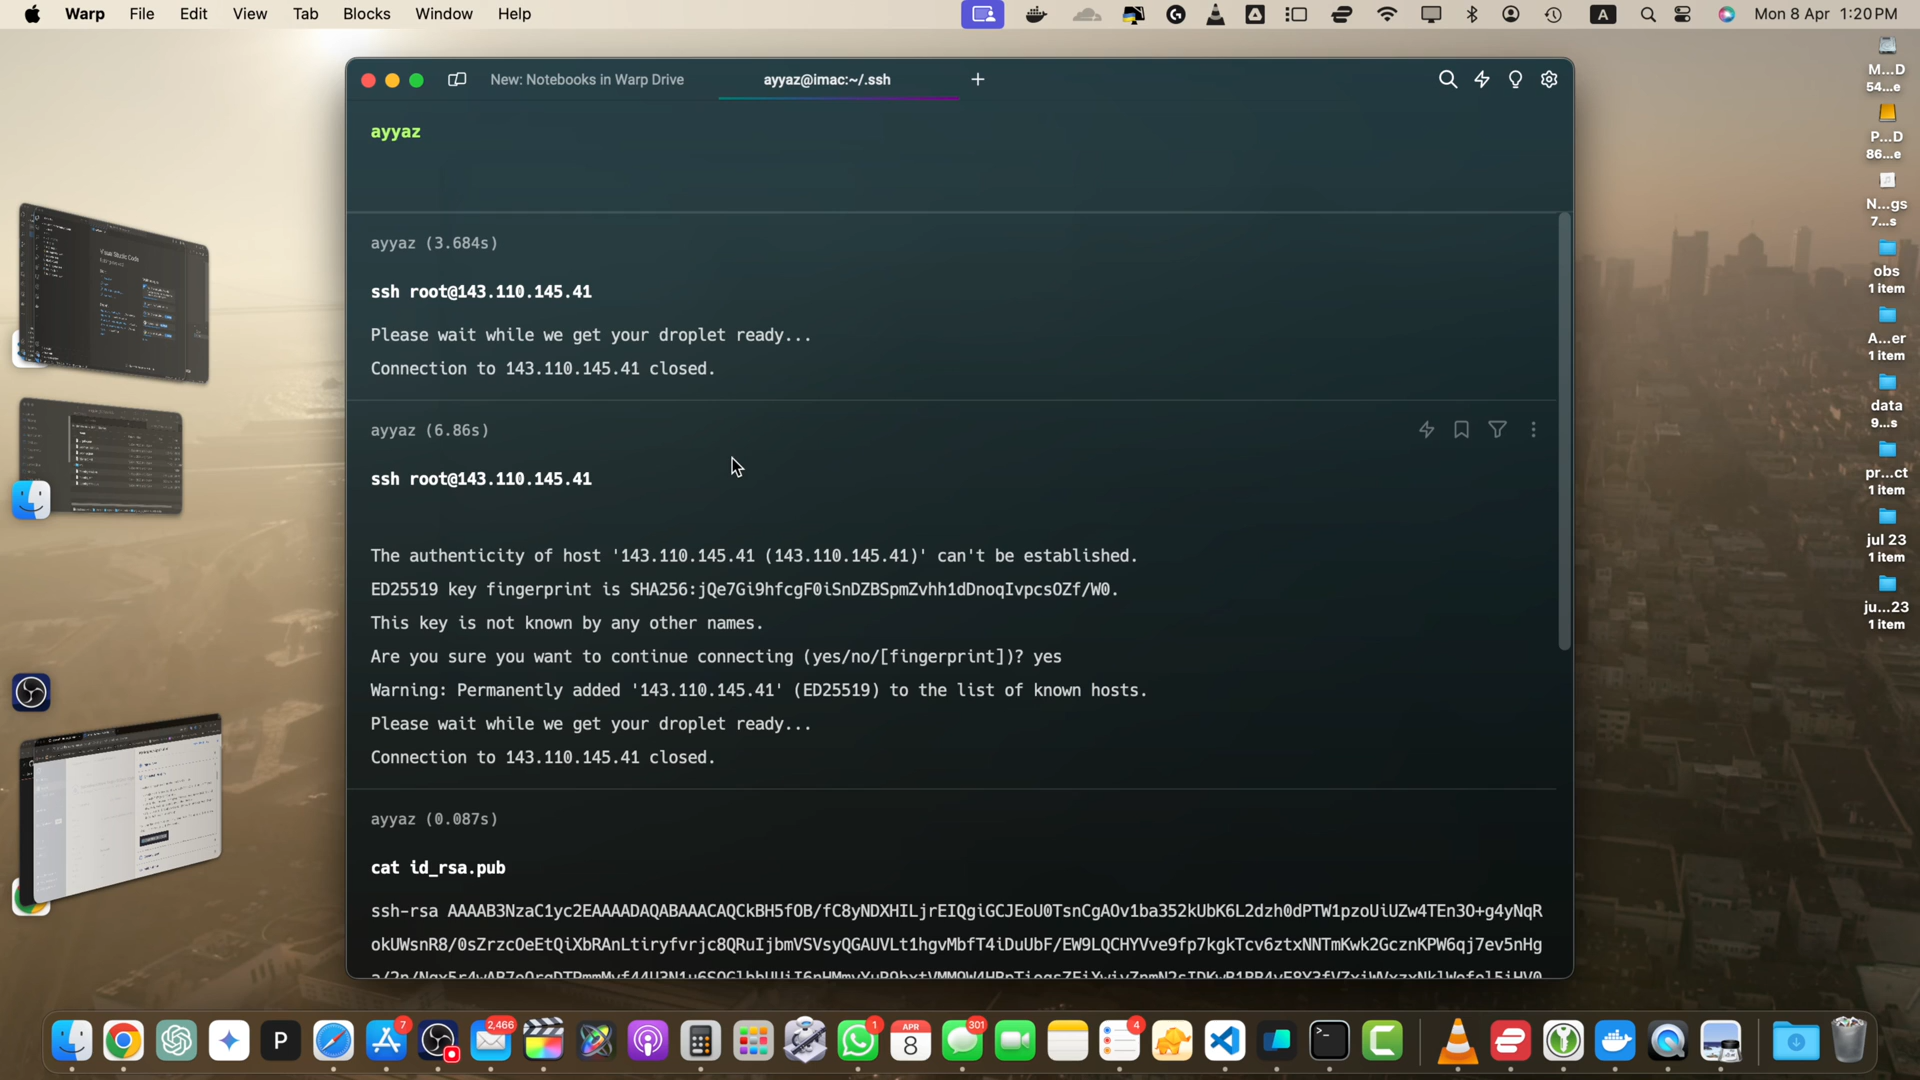 Warp File Edit View Tab Blocks Window Help
A
Mon 8 Apr 1:20 PM
New: Notebooks in Warp Drive
ayyaz@imac:~/.ssh
+
ayyaz
ayyaz (3.684s)
ssh root@143.110.145.41
Please wait while we get your droplet ready...
Connection to 143.110.145.41 closed.
ayyaz (6.86s)
ssh root@143.110.145.41
The authenticity of host '143.110.145.41 (143.110.145.41)' can't be established.
ED25519 key fingerprint is SHA256:jQe7Gi9hfcgF0iSnDZBSpmZvhh1dDnoqIvpcsOZf/W0.
This key is not known by any other names.
Are you sure you want to continue connecting (yes/no/[fingerprint])? yes
Warning: Permanently added '143.110.145.41' (ED25519) to the list of known hosts.
Please wait while we get your droplet ready...
Connection to 143.110.145.41 closed.
ayyaz (0.087s)
cat id_rsa.pub
ssh-rsa AAAAB3NzaC1yc2EAAAADAQABAAACAQCkBH5fOB/fC8yNDXHILjrEIQgiGCJEoU0TsnCgAOv1ba352kUbK6L2dzh0dPTW1pzoUiUZw4TEn3O+g4yNqR
okUWsnR8/0sZrzcOeEtQiXbRAnLtiryfvrjc8QRuIjbmVSVsyQGAUVLt1hgvMbfT4iDuUbF/EW9LQCHYVve9fp7kgkTcv6ztxNNTmKwk2GcznKPW6qj7ev5nHg
M...D
54...e
P...D
86...e
N...gs
7...s
obs
1 item
A...er
1 item
data
9...s
pr...ct
1 item
jul 23
1 item
ju...23
1 item
Visual Studio Code
P
7
2,466
1
APR
8
301
4